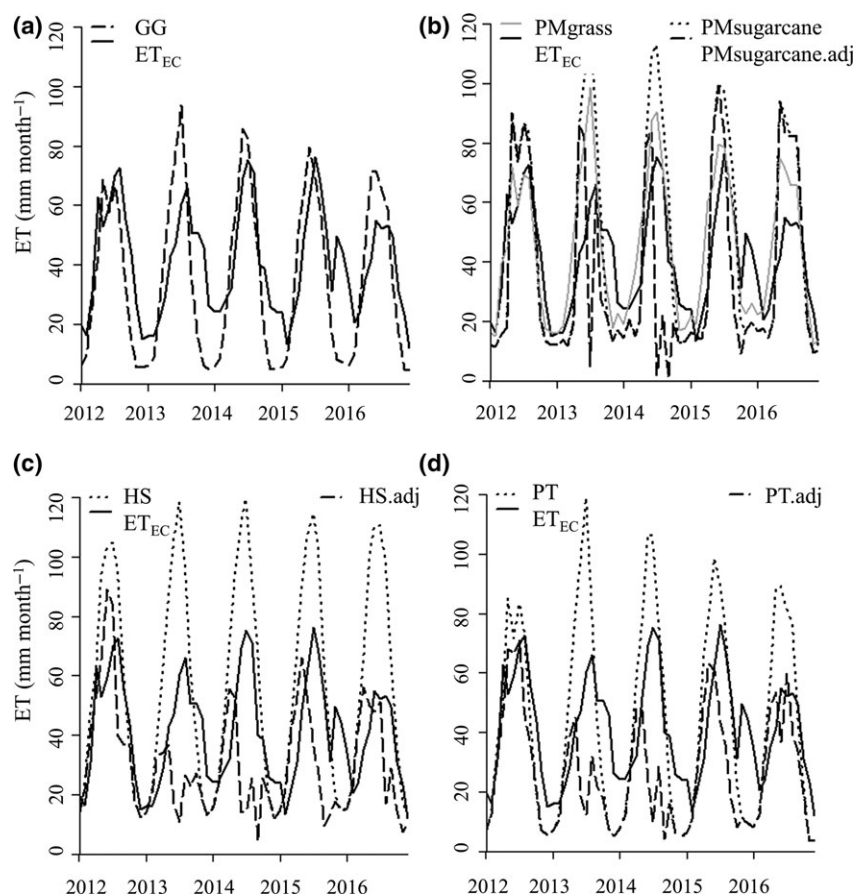 (a)
GG
ET_EC
ET (mm month⁻¹)
120
100
80
60
40
20
0
2012 2013 2014 2015 2016
(b)
PMgrass PMsugarcane
ET_EC PMsugarcane.adj
120
100
80
60
40
20
0
2012 2013 2014 2015 2016
(c)
HS HS.adj
ET_EC
ET (mm month⁻¹)
120
100
80
60
40
20
0
2012 2013 2014 2015 2016
(d)
PT PT.adj
ET_EC
120
100
80
60
40
20
0
2012 2013 2014 2015 2016